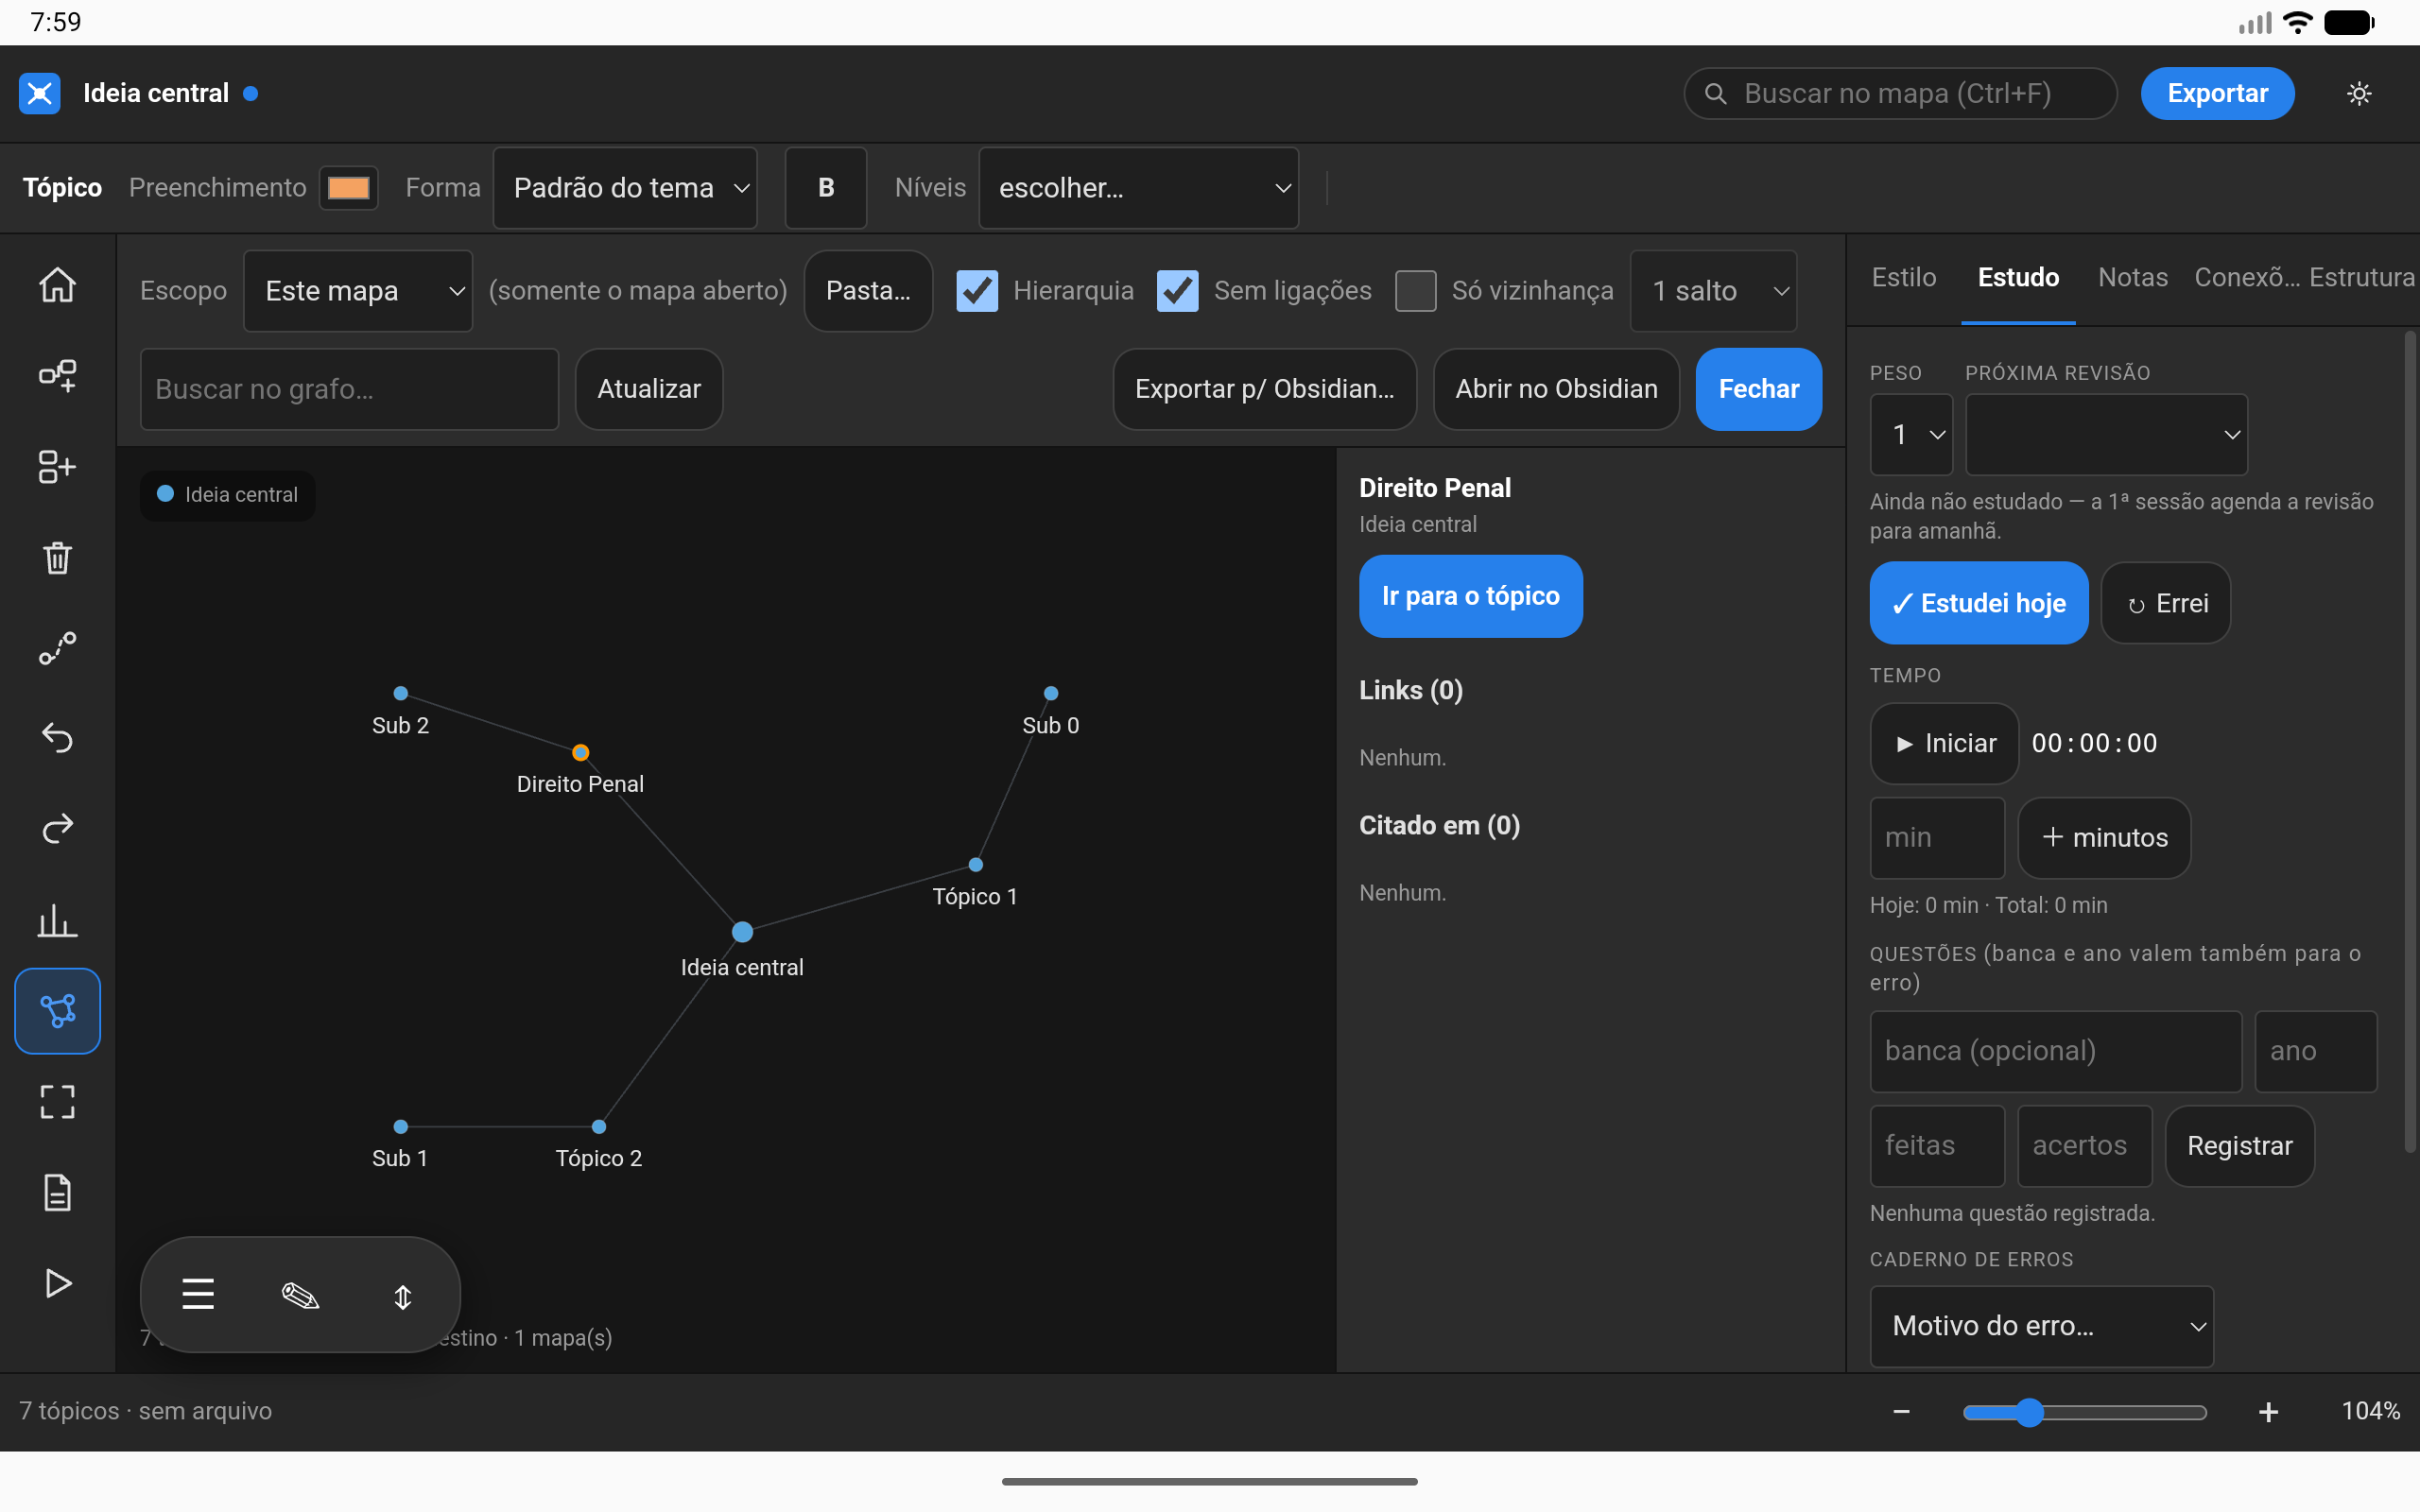 7:59
Ideia central
Buscar no mapa (Ctrl+F)
Exportar
Tópico
Preenchimento
Forma
Padrão do tema
B
Níveis
escolher...
Escopo
Este mapa
(somente o mapa aberto)
Pasta...
Hierarquia
Sem ligações
Só vizinhança
1 salto
Buscar no grafo...
Atualizar
Exportar p/ Obsidian...
Abrir no Obsidian
Fechar
Ideia central
Sub 2
Direito Penal
Sub 0
Tópico 1
Ideia central
Sub 1
Tópico 2
7
estino · 1 mapa(s)
Direito Penal
Ideia central
Ir para o tópico
Links (0)
Nenhum.
Citado em (0)
Nenhum.
Estilo
Estudo
Notas
Conexõ...
Estrutura
PESO
PRÓXIMA REVISÃO
1
Ainda não estudado — a 1ª sessão agenda a revisão
para amanhã.
✓ Estudei hoje
↻ Errei
TEMPO
▶ Iniciar
00:00:00
min
+ minutos
Hoje: 0 min · Total: 0 min
QUESTÕES (banca e ano valem também para o
erro)
banca (opcional)
ano
feitas
acertos
Registrar
Nenhuma questão registrada.
CADERNO DE ERROS
Motivo do erro...
7 tópicos · sem arquivo
104%